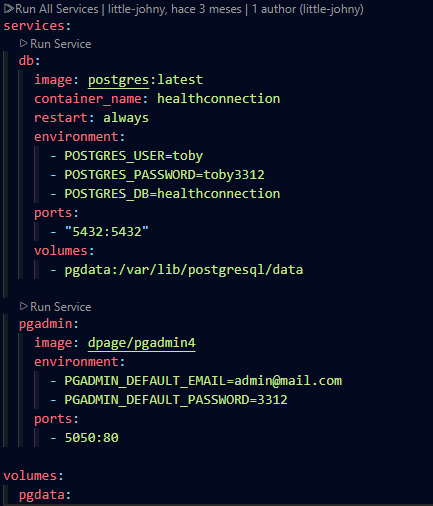 Run All Services | little-johny, hace 3 meses | 1 author (little-johny)
services:
Run Service
  db:
    image: postgres:latest
    container_name: healthconnection
    restart: always
    environment:
      - POSTGRES_USER=toby
      - POSTGRES_PASSWORD=toby3312
      - POSTGRES_DB=healthconnection
    ports:
      - "5432:5432"
    volumes:
      - pgdata:/var/lib/postgresql/data
Run Service
  pgadmin:
    image: dpage/pgadmin4
    environment:
      - PGADMIN_DEFAULT_EMAIL=admin@mail.com
      - PGADMIN_DEFAULT_PASSWORD=3312
    ports:
      - 5050:80
volumes:
  pgdata: